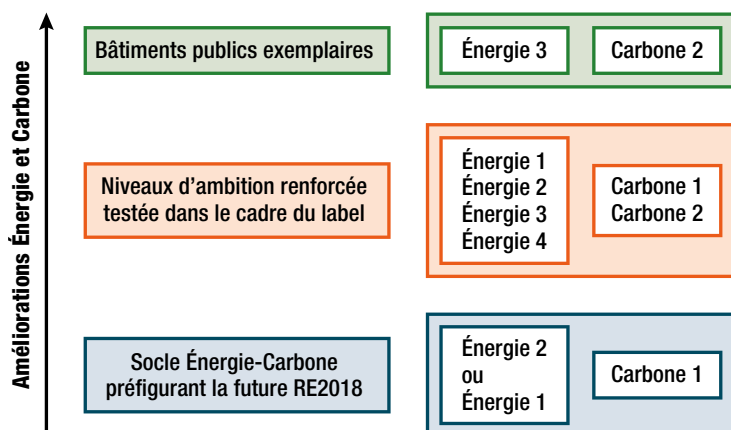 Améliorations Énergie et Carbone
Bâtiments publics exemplaires
Énergie 3
Carbone 2
Niveaux d'ambition renforcée
testée dans le cadre du label
Énergie 1
Énergie 2
Énergie 3
Énergie 4
Carbone 1
Carbone 2
Socle Énergie-Carbone
préfigurant la future RE2018
Énergie 2
ou
Énergie 1
Carbone 1